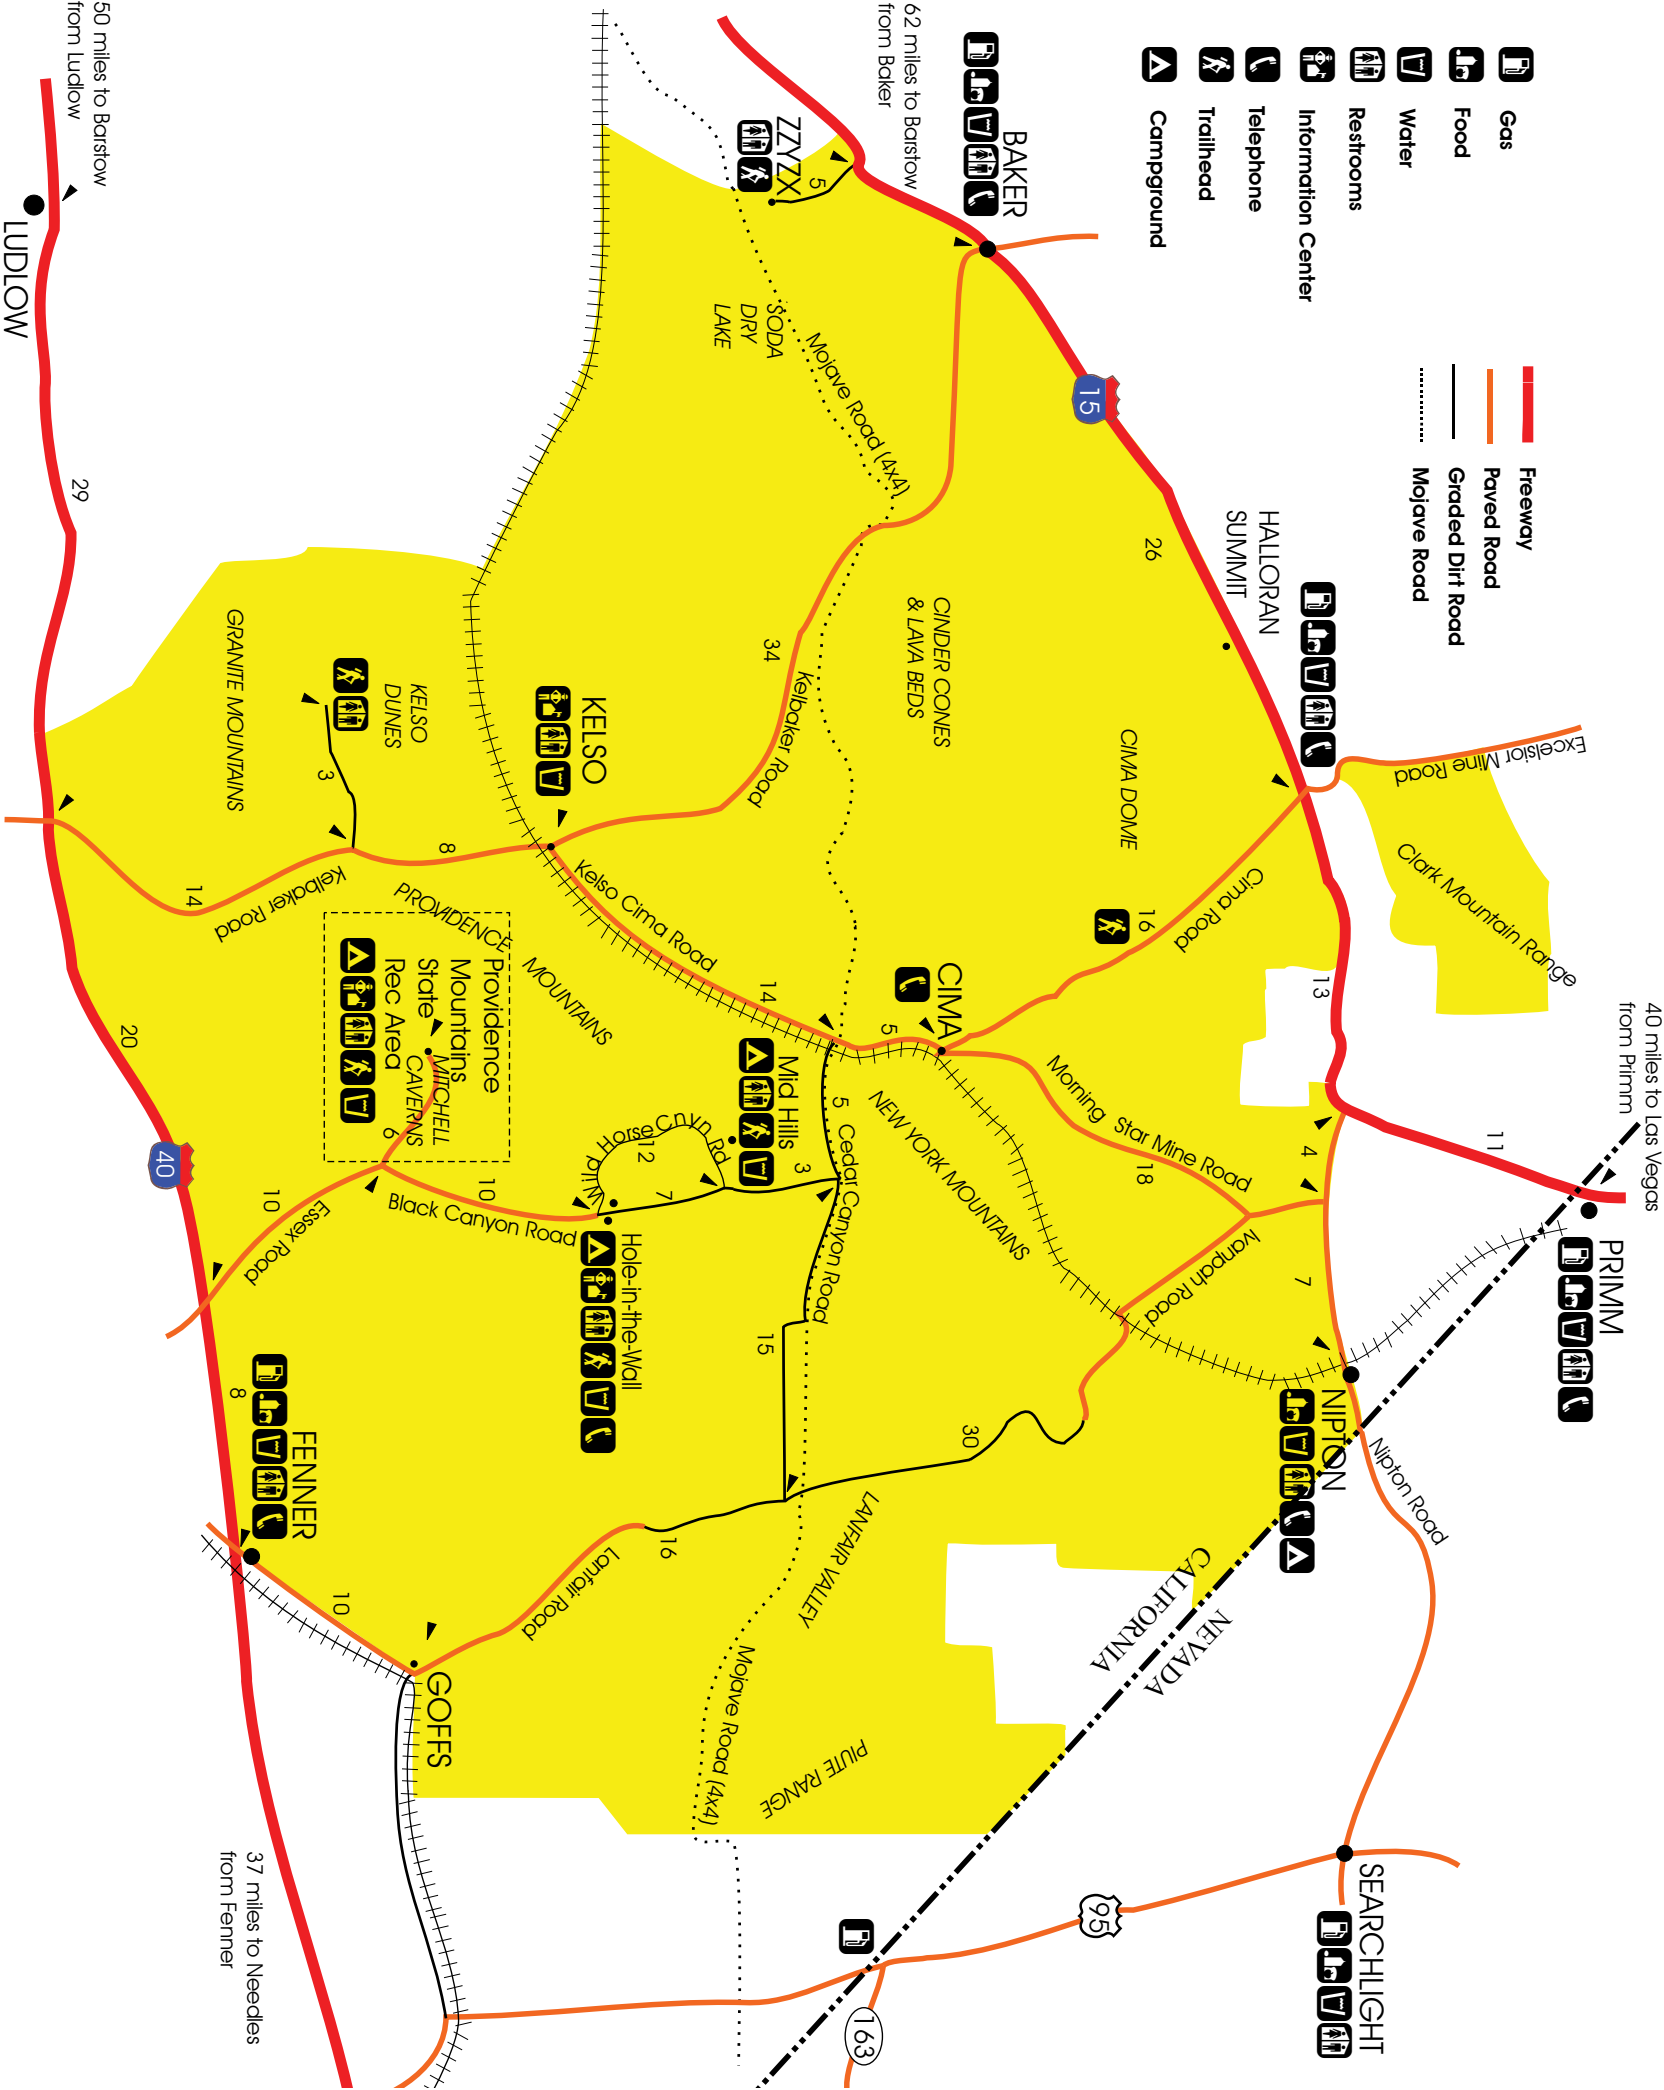 Gas
Food
Water
Restrooms
Information Center
Telephone
Trailhead
Campground
Freeway
Paved Road
Graded Dirt Road
Mojave Road
40 miles to Las Vegas
from Primm
PRIMM
11
Excelsior Mine Road
Clark Mountain Range
13
4
7
NIPTON
Nipton Road
SEARCHLIGHT
HALLORAN
SUMMIT
26
15
BAKER
62 miles to Barstow
from Baker
ZZYZX
5
SODA
DRY
LAKE
Mojave Road (4x4)
CINDER CONES
& LAVA BEDS
CIMA DOME
Cima Road
16
CIMA
5
Morning Star Mine Road
18
Ivanpah Road
NEW YORK MOUNTAINS
30
CALIFORNIA
NEVADA
95
163
34
Kelbaker Road
KELSO
Kelso Cima Road
14
5
Cedar Canyon Road
15
Mid Hills
3
Wild Horse Cnyn Rd
12
7
Hole-in-the-Wall
LANFAIR VALLEY
PIUTE RANGE
Mojave Road (4x4)
16
Lanfair Road
KELSO
DUNES
3
8
GRANITE MOUNTAINS
14
Kelbaker Road
PROVIDENCE
MOUNTAINS
Providence
Mountains
State
Rec Area
MITCHELL
CAVERNS
6
Black Canyon Road
10
10
Essex Road
FENNER
8
10
GOFFS
50 miles to Barstow
from Ludlow
LUDLOW
29
20
40
37 miles to Needles
from Fenner